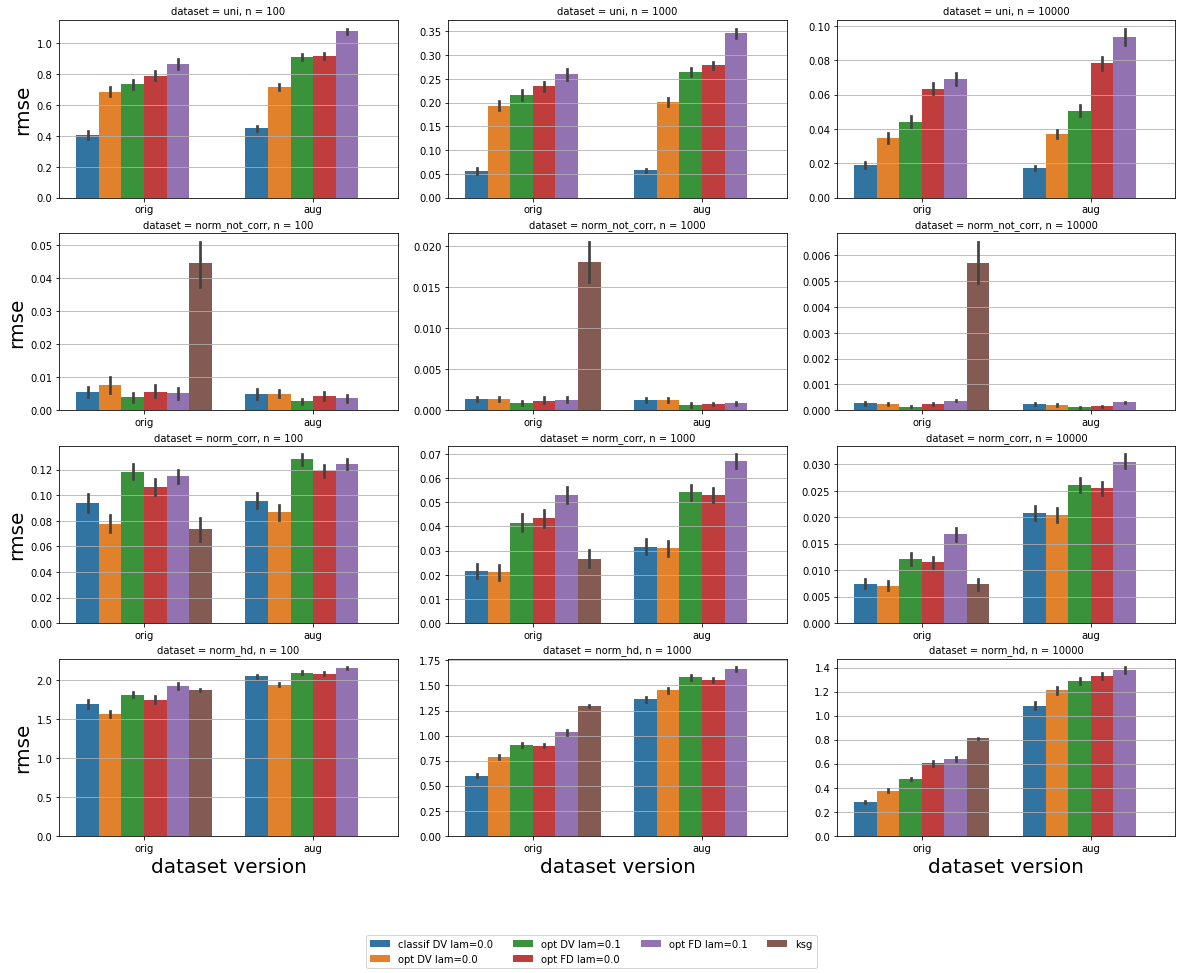 dataset = uni, n = 100
dataset = uni, n = 1000
dataset = uni, n = 10000
rmse
1.0
0.8
0.6
0.4
0.2
0.0
orig
aug
0.35
0.30
0.25
0.20
0.15
0.10
0.05
0.00
orig
aug
0.10
0.08
0.06
0.04
0.02
0.00
orig
aug
dataset = norm_not_corr, n = 100
dataset = norm_not_corr, n = 1000
dataset = norm_not_corr, n = 10000
rmse
0.05
0.04
0.03
0.02
0.01
0.00
orig
aug
0.020
0.015
0.010
0.005
0.000
orig
aug
0.006
0.005
0.004
0.003
0.002
0.001
0.000
orig
aug
dataset = norm_corr, n = 100
dataset = norm_corr, n = 1000
dataset = norm_corr, n = 10000
rmse
0.12
0.10
0.08
0.06
0.04
0.02
0.00
orig
aug
0.07
0.06
0.05
0.04
0.03
0.02
0.01
0.00
orig
aug
0.030
0.025
0.020
0.015
0.010
0.005
0.000
orig
aug
dataset = norm_hd, n = 100
dataset = norm_hd, n = 1000
dataset = norm_hd, n = 10000
rmse
2.0
1.5
1.0
0.5
0.0
orig
aug
dataset version
1.75
1.50
1.25
1.00
0.75
0.50
0.25
0.00
orig
aug
dataset version
1.4
1.2
1.0
0.8
0.6
0.4
0.2
0.0
orig
aug
dataset version
classif DV lam=0.0
opt DV lam=0.0
opt DV lam=0.1
opt FD lam=0.0
opt FD lam=0.1
ksg